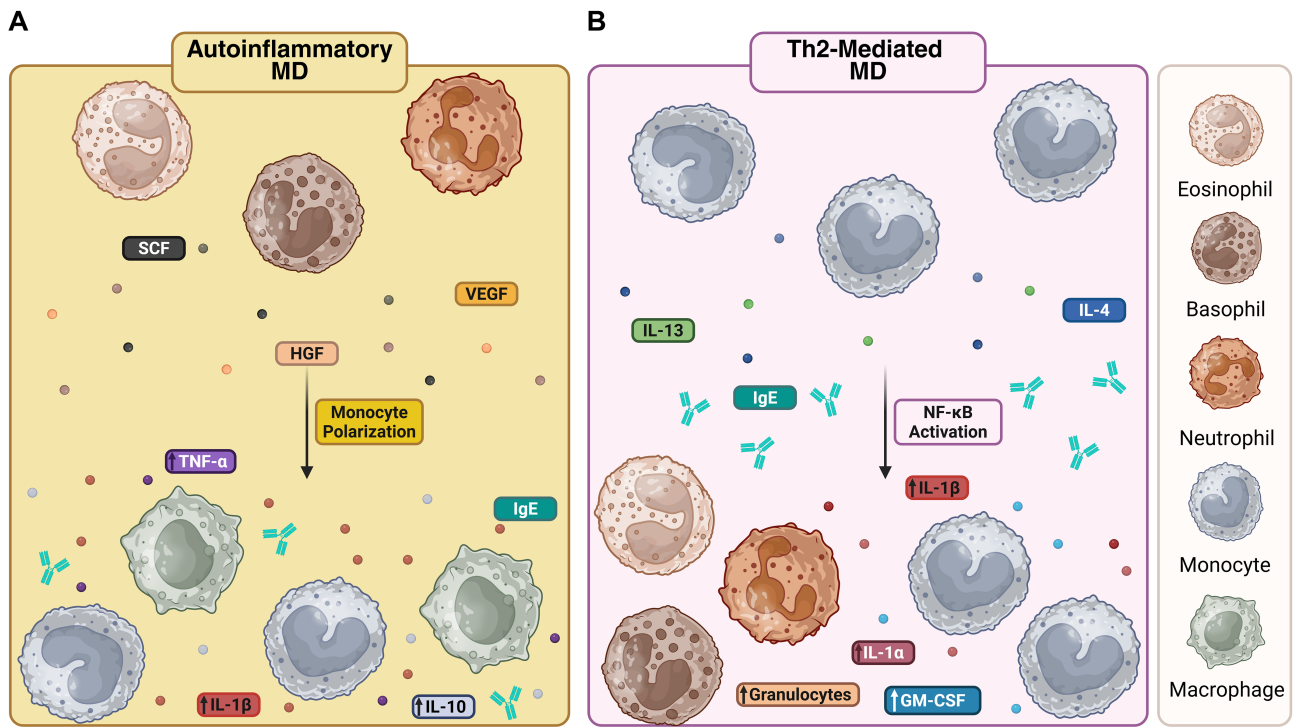 A
Autoinflammatory
MD
SCF
VEGF
HGF
Monocyte
Polarization
↑TNF-α
IgE
↑IL-1β
↑IL-10
B
Th2-Mediated
MD
IL-13
IL-4
IgE
NF-κB
Activation
↑IL-1β
↑IL-1α
↑Granulocytes
↑GM-CSF
Eosinophil
Basophil
Neutrophil
Monocyte
Macrophage